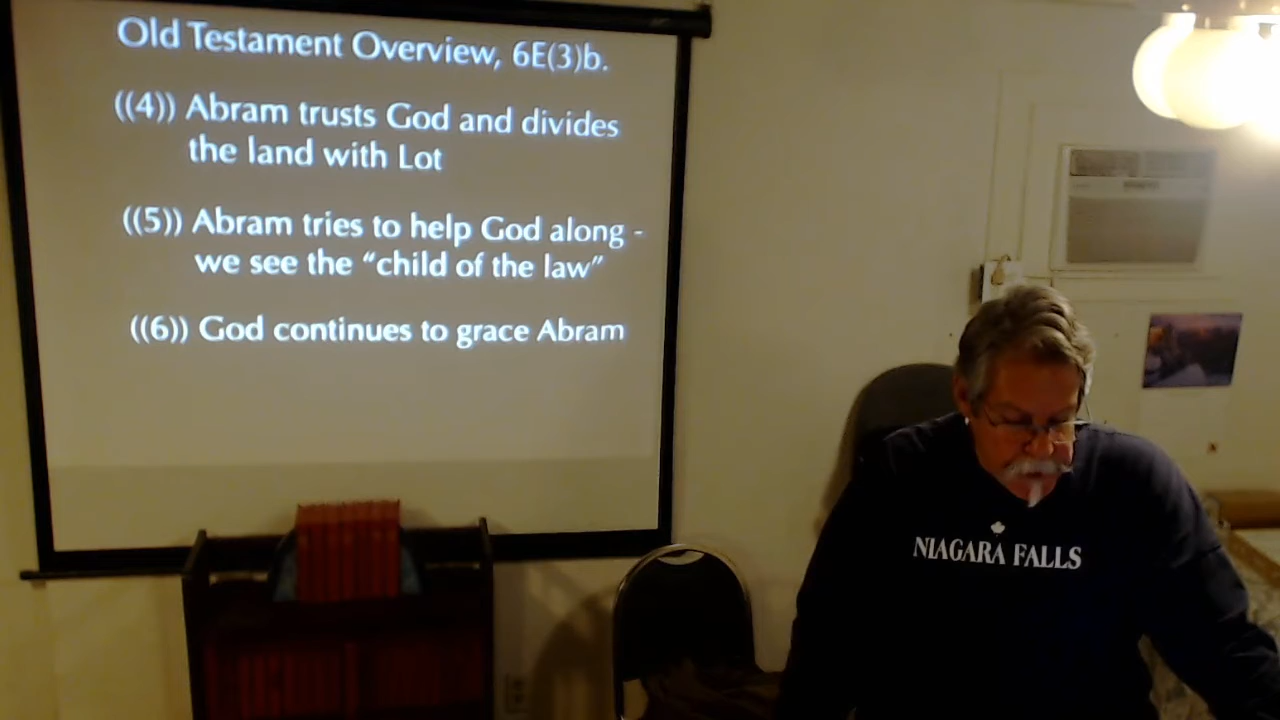 Old Testament Overview, 6E(3)b.
((4)) Abram trusts God and divides
the land with Lot
((5)) Abram tries to help God along -
we see the “child of the law”
((6)) God continues to grace Abram
NIAGARA FALLS